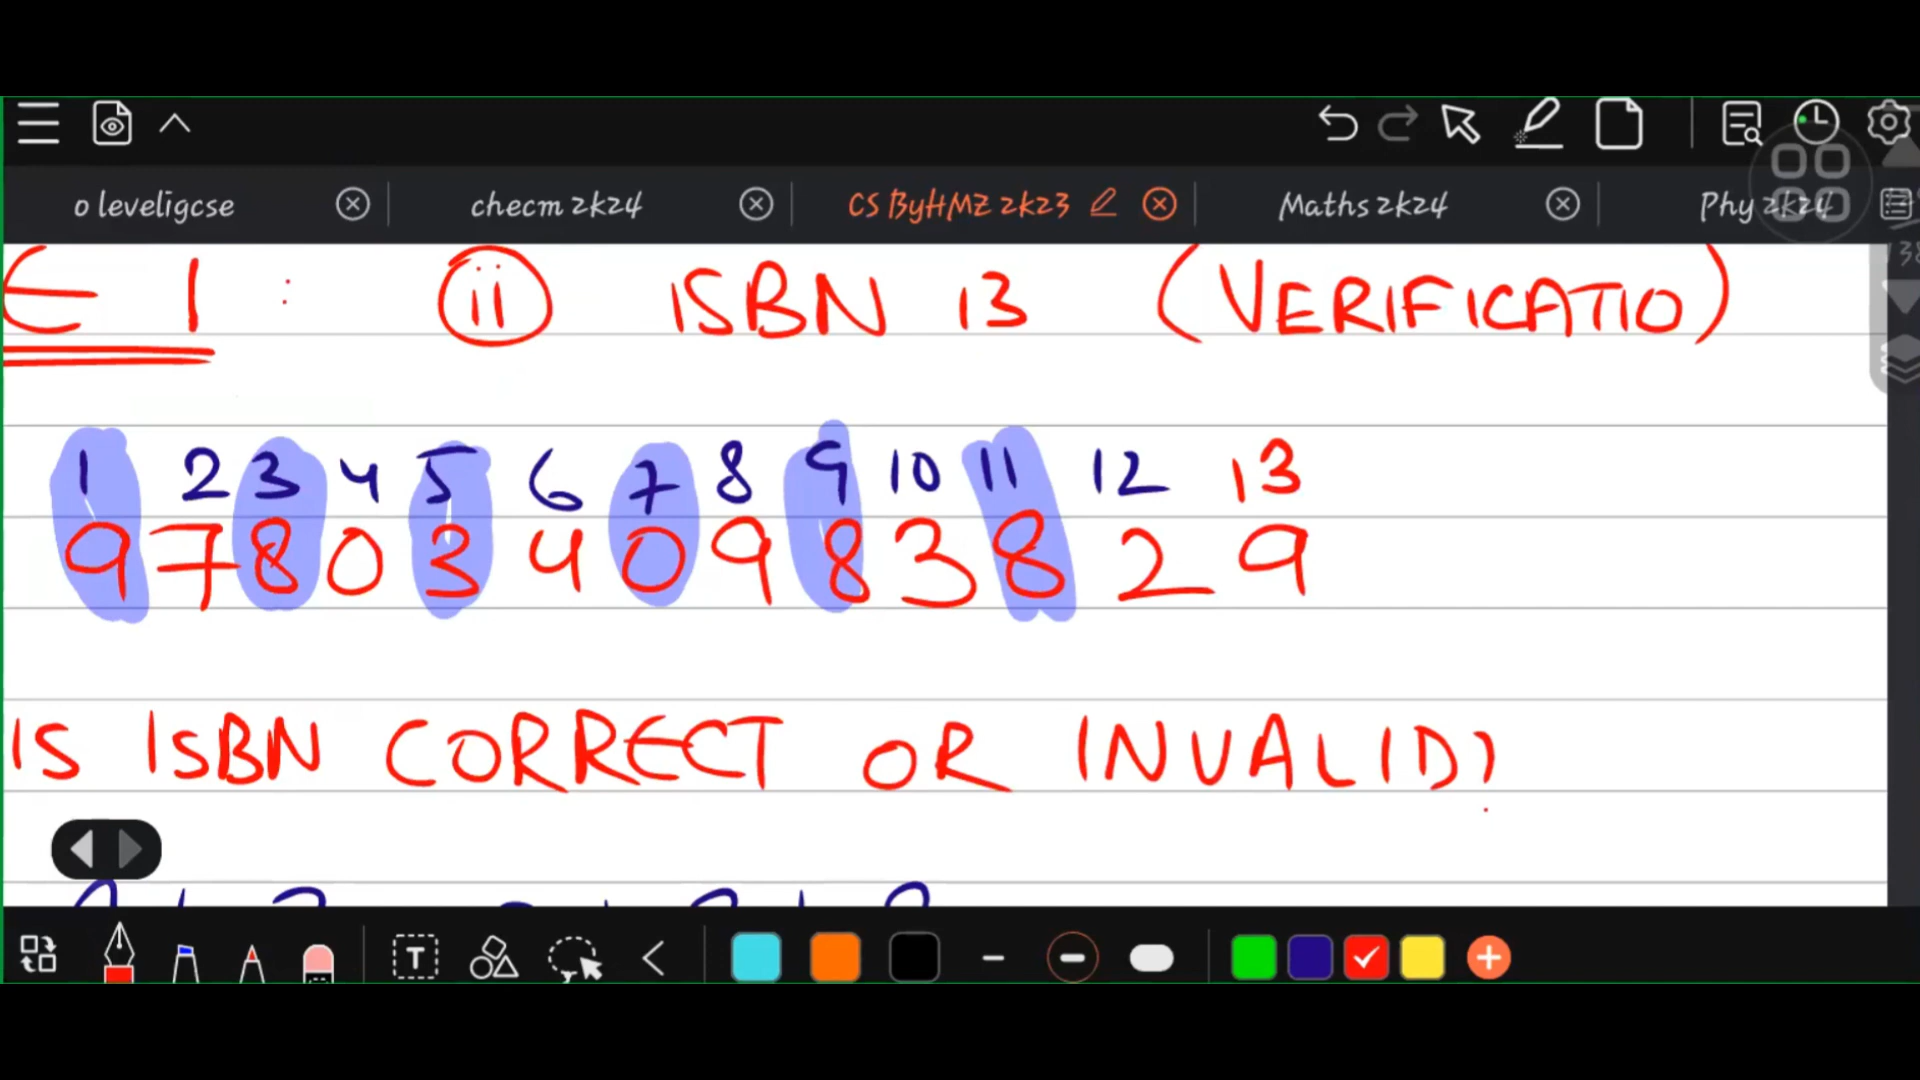 o leveligcse checm 2k24 CS ByHMZ 2k23 Maths 2k24 Phy 2k24
1 : ii ISBN 13 (VERIFICATIO)
1 2 3 4 5 6 7 8 9 10 11 12 13
9 7 8 0 3 4 0 9 8 3 8 2 9
IS ISBN CORRECT OR INVALID?